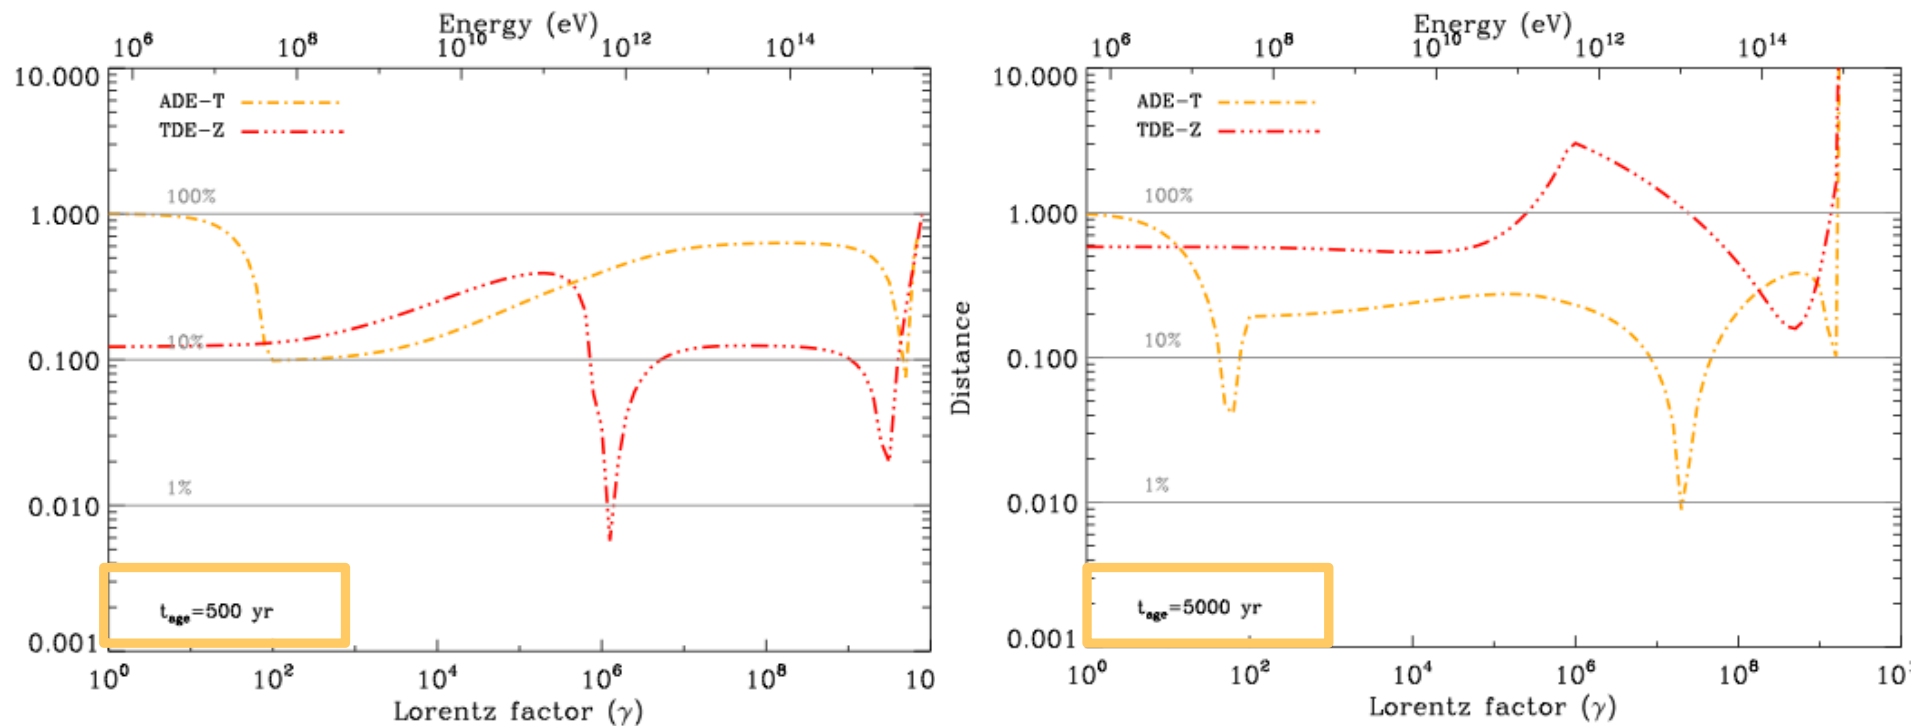 Energy (eV)
10⁶ 10⁸ 10¹⁰ 10¹² 10¹⁴
10.000
1.000
0.100
0.010
0.001
ADE-T
TDE-Z
100%
10%
1%
t_age=500 yr
10⁰ 10² 10⁴ 10⁶ 10⁸ 10
Lorentz factor (γ)
Energy (eV)
10⁶ 10⁸ 10¹⁰ 10¹² 10¹⁴
Distance
10.000
1.000
0.100
0.010
0.001
ADE-T
TDE-Z
100%
10%
1%
t_age=5000 yr
10⁰ 10² 10⁴ 10⁶ 10⁸ 10¹
Lorentz factor (γ)